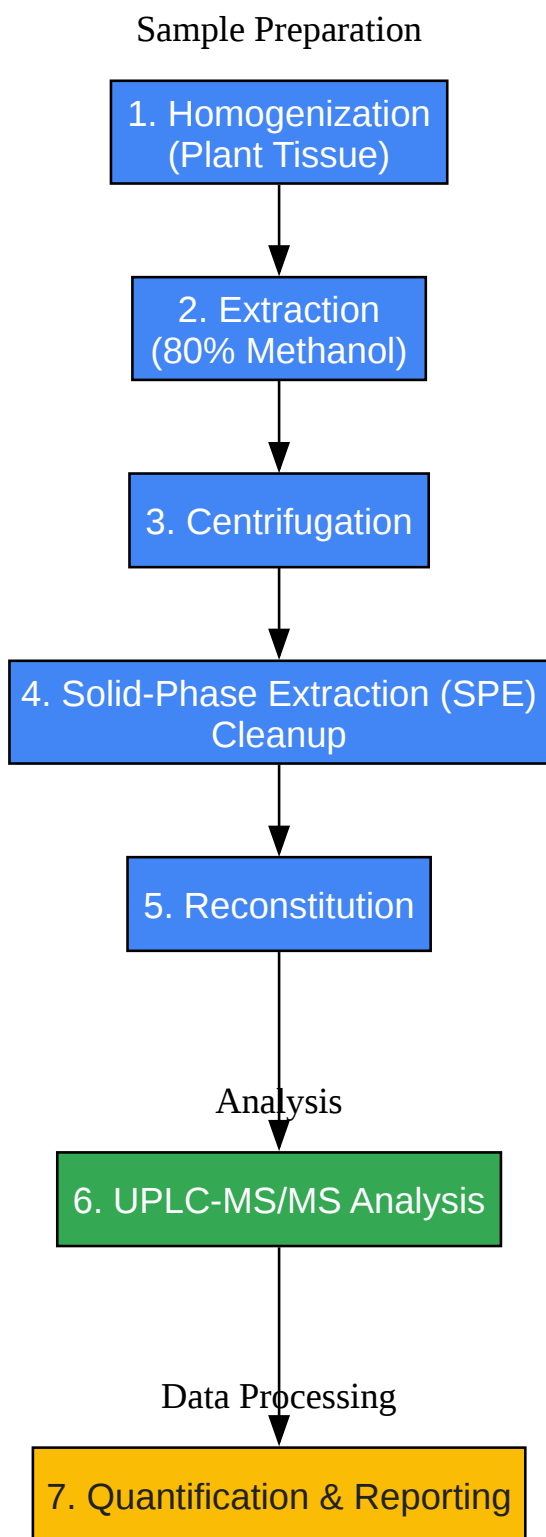 Sample Preparation
1. Homogenization
(Plant Tissue)
2. Extraction
(80% Methanol)
3. Centrifugation
4. Solid-Phase Extraction (SPE)
Cleanup
5. Reconstitution
Analysis
6. UPLC-MS/MS Analysis
Data Processing
7. Quantification & Reporting